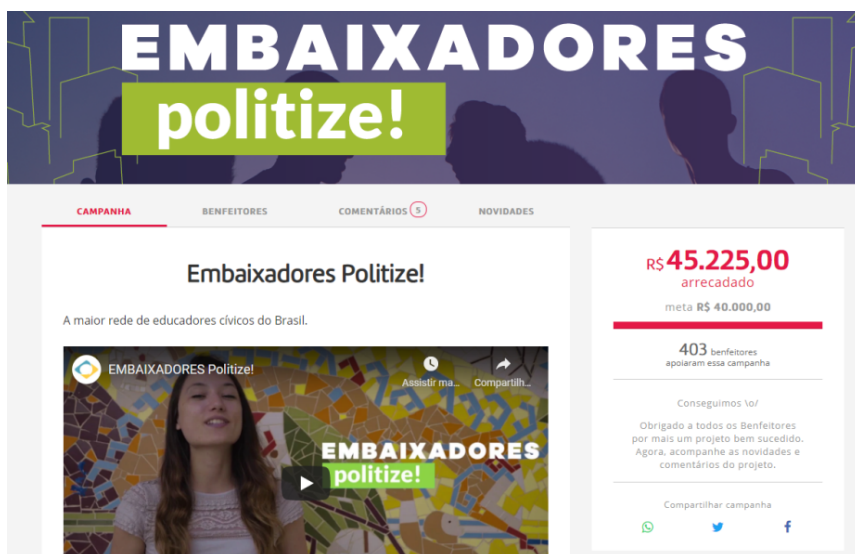 EMBAIXADORES
politize!
CAMPANHA
BENFEITORES
COMENTÁRIOS 5
NOVIDADES
Embaixadores Politize!
A maior rede de educadores cívicos do Brasil.
EMBAIXADORES Politize!
Assistir ma...
Compartilh...
EMBAIXADORES
politize!
R$ 45.225,00
arrecadado
meta R$ 40.000,00
403 benfeitores
apoiaram essa campanha
Conseguimos \o/
Obrigado a todos os Benfeitores
por mais um projeto bem sucedido.
Agora, acompanhe as novidades e
comentários do projeto.
Compartilhar campanha